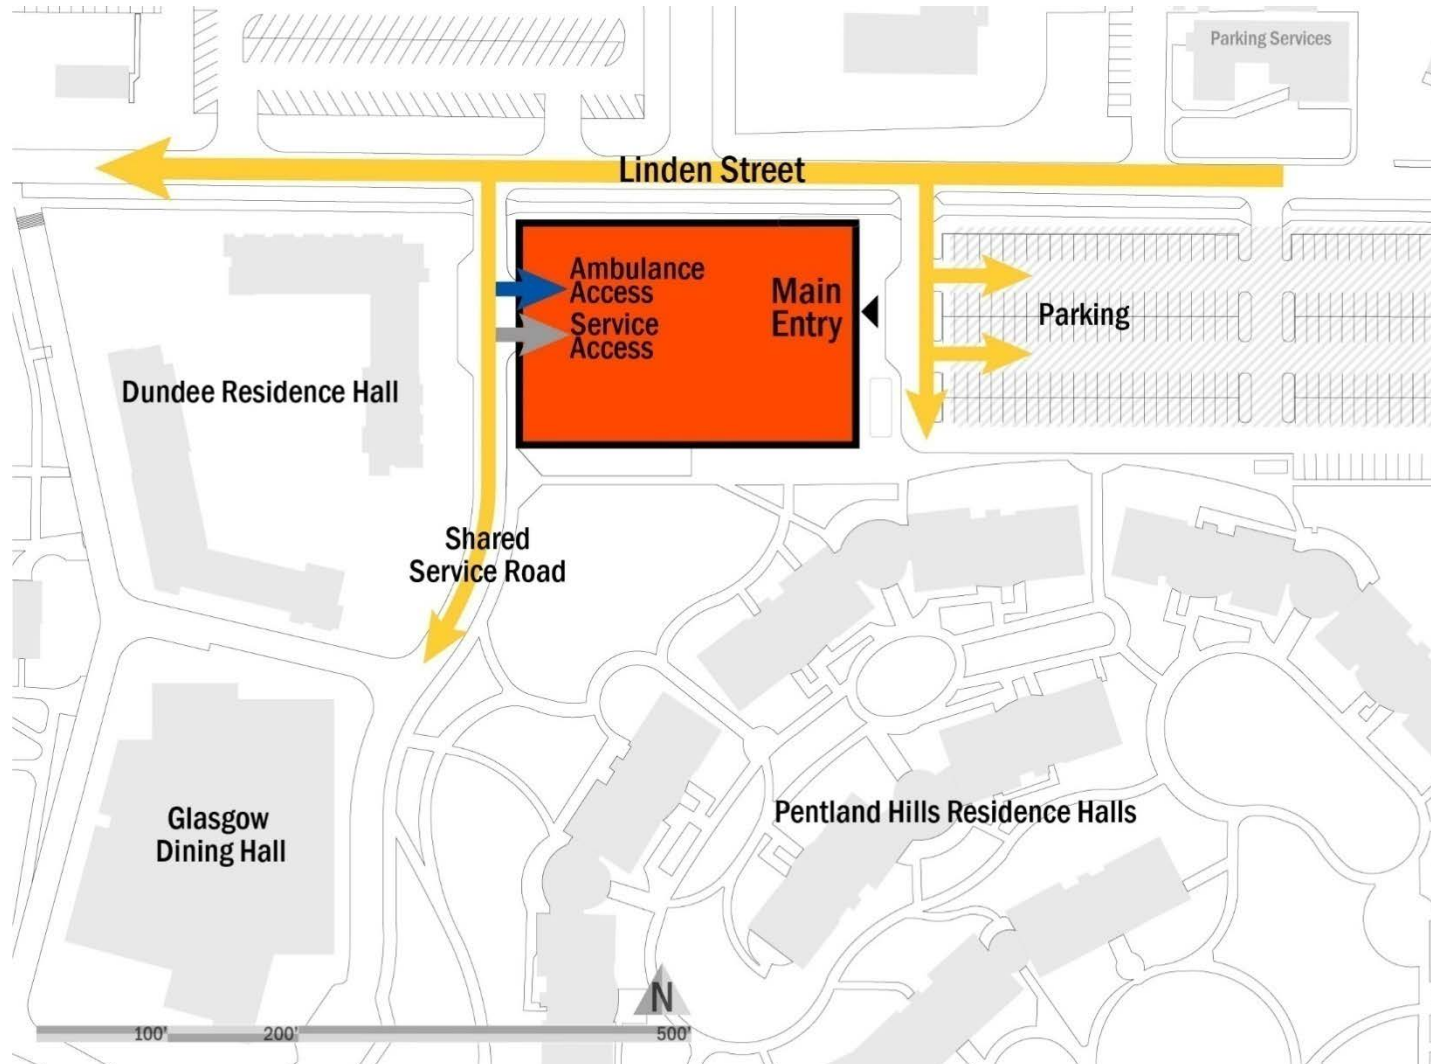 Parking Services
Linden Street
Ambulance
Access
Service
Access
Main
Entry
Parking
Dundee Residence Hall
Shared
Service Road
Glasgow
Dining Hall
Pentland Hills Residence Halls
N
100' 200' 500'